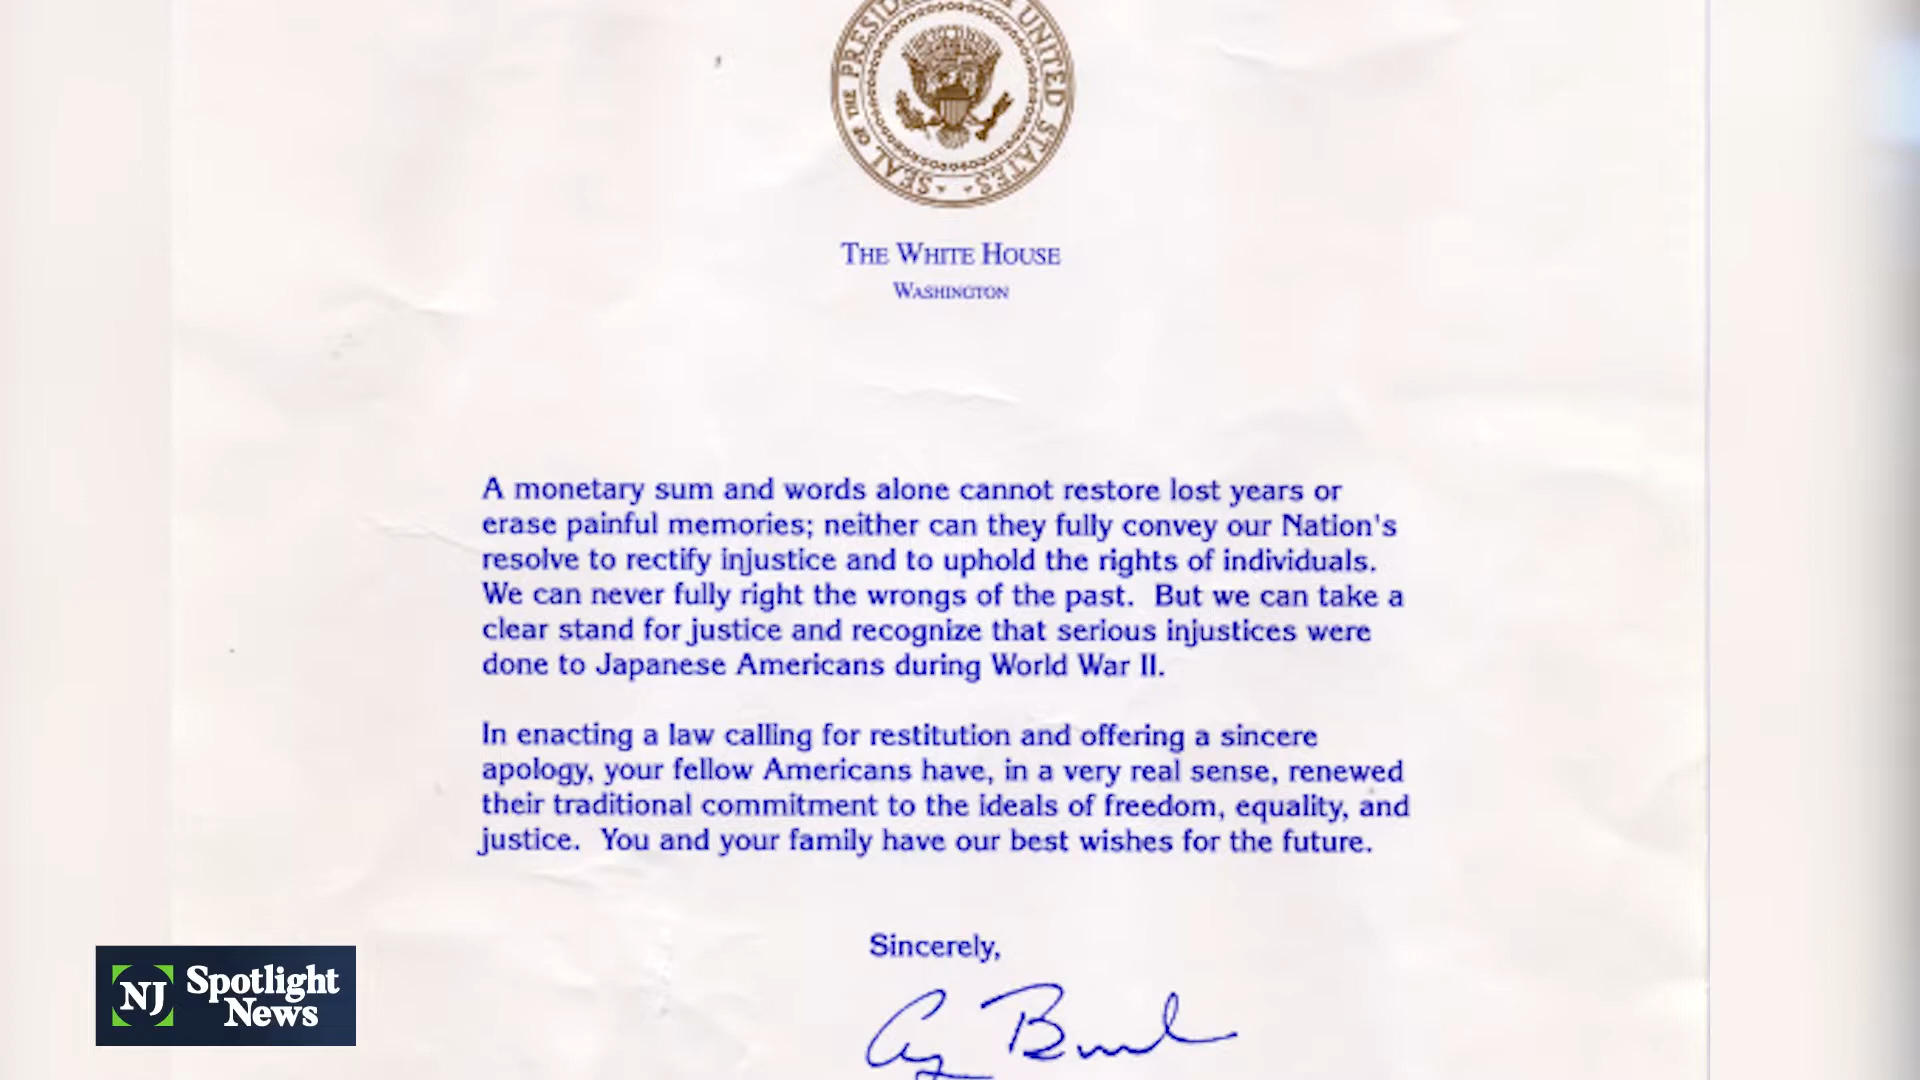 SEAL OF THE PRESIDENT OF THE UNITED STATES
THE WHITE HOUSE
WASHINGTON
A monetary sum and words alone cannot restore lost years or
erase painful memories; neither can they fully convey our Nation's
resolve to rectify injustice and to uphold the rights of individuals.
We can never fully right the wrongs of the past. But we can take a
clear stand for justice and recognize that serious injustices were
done to Japanese Americans during World War II.
In enacting a law calling for restitution and offering a sincere
apology, your fellow Americans have, in a very real sense, renewed
their traditional commitment to the ideals of freedom, equality, and
justice. You and your family have our best wishes for the future.
Sincerely,
NJ Spotlight
News